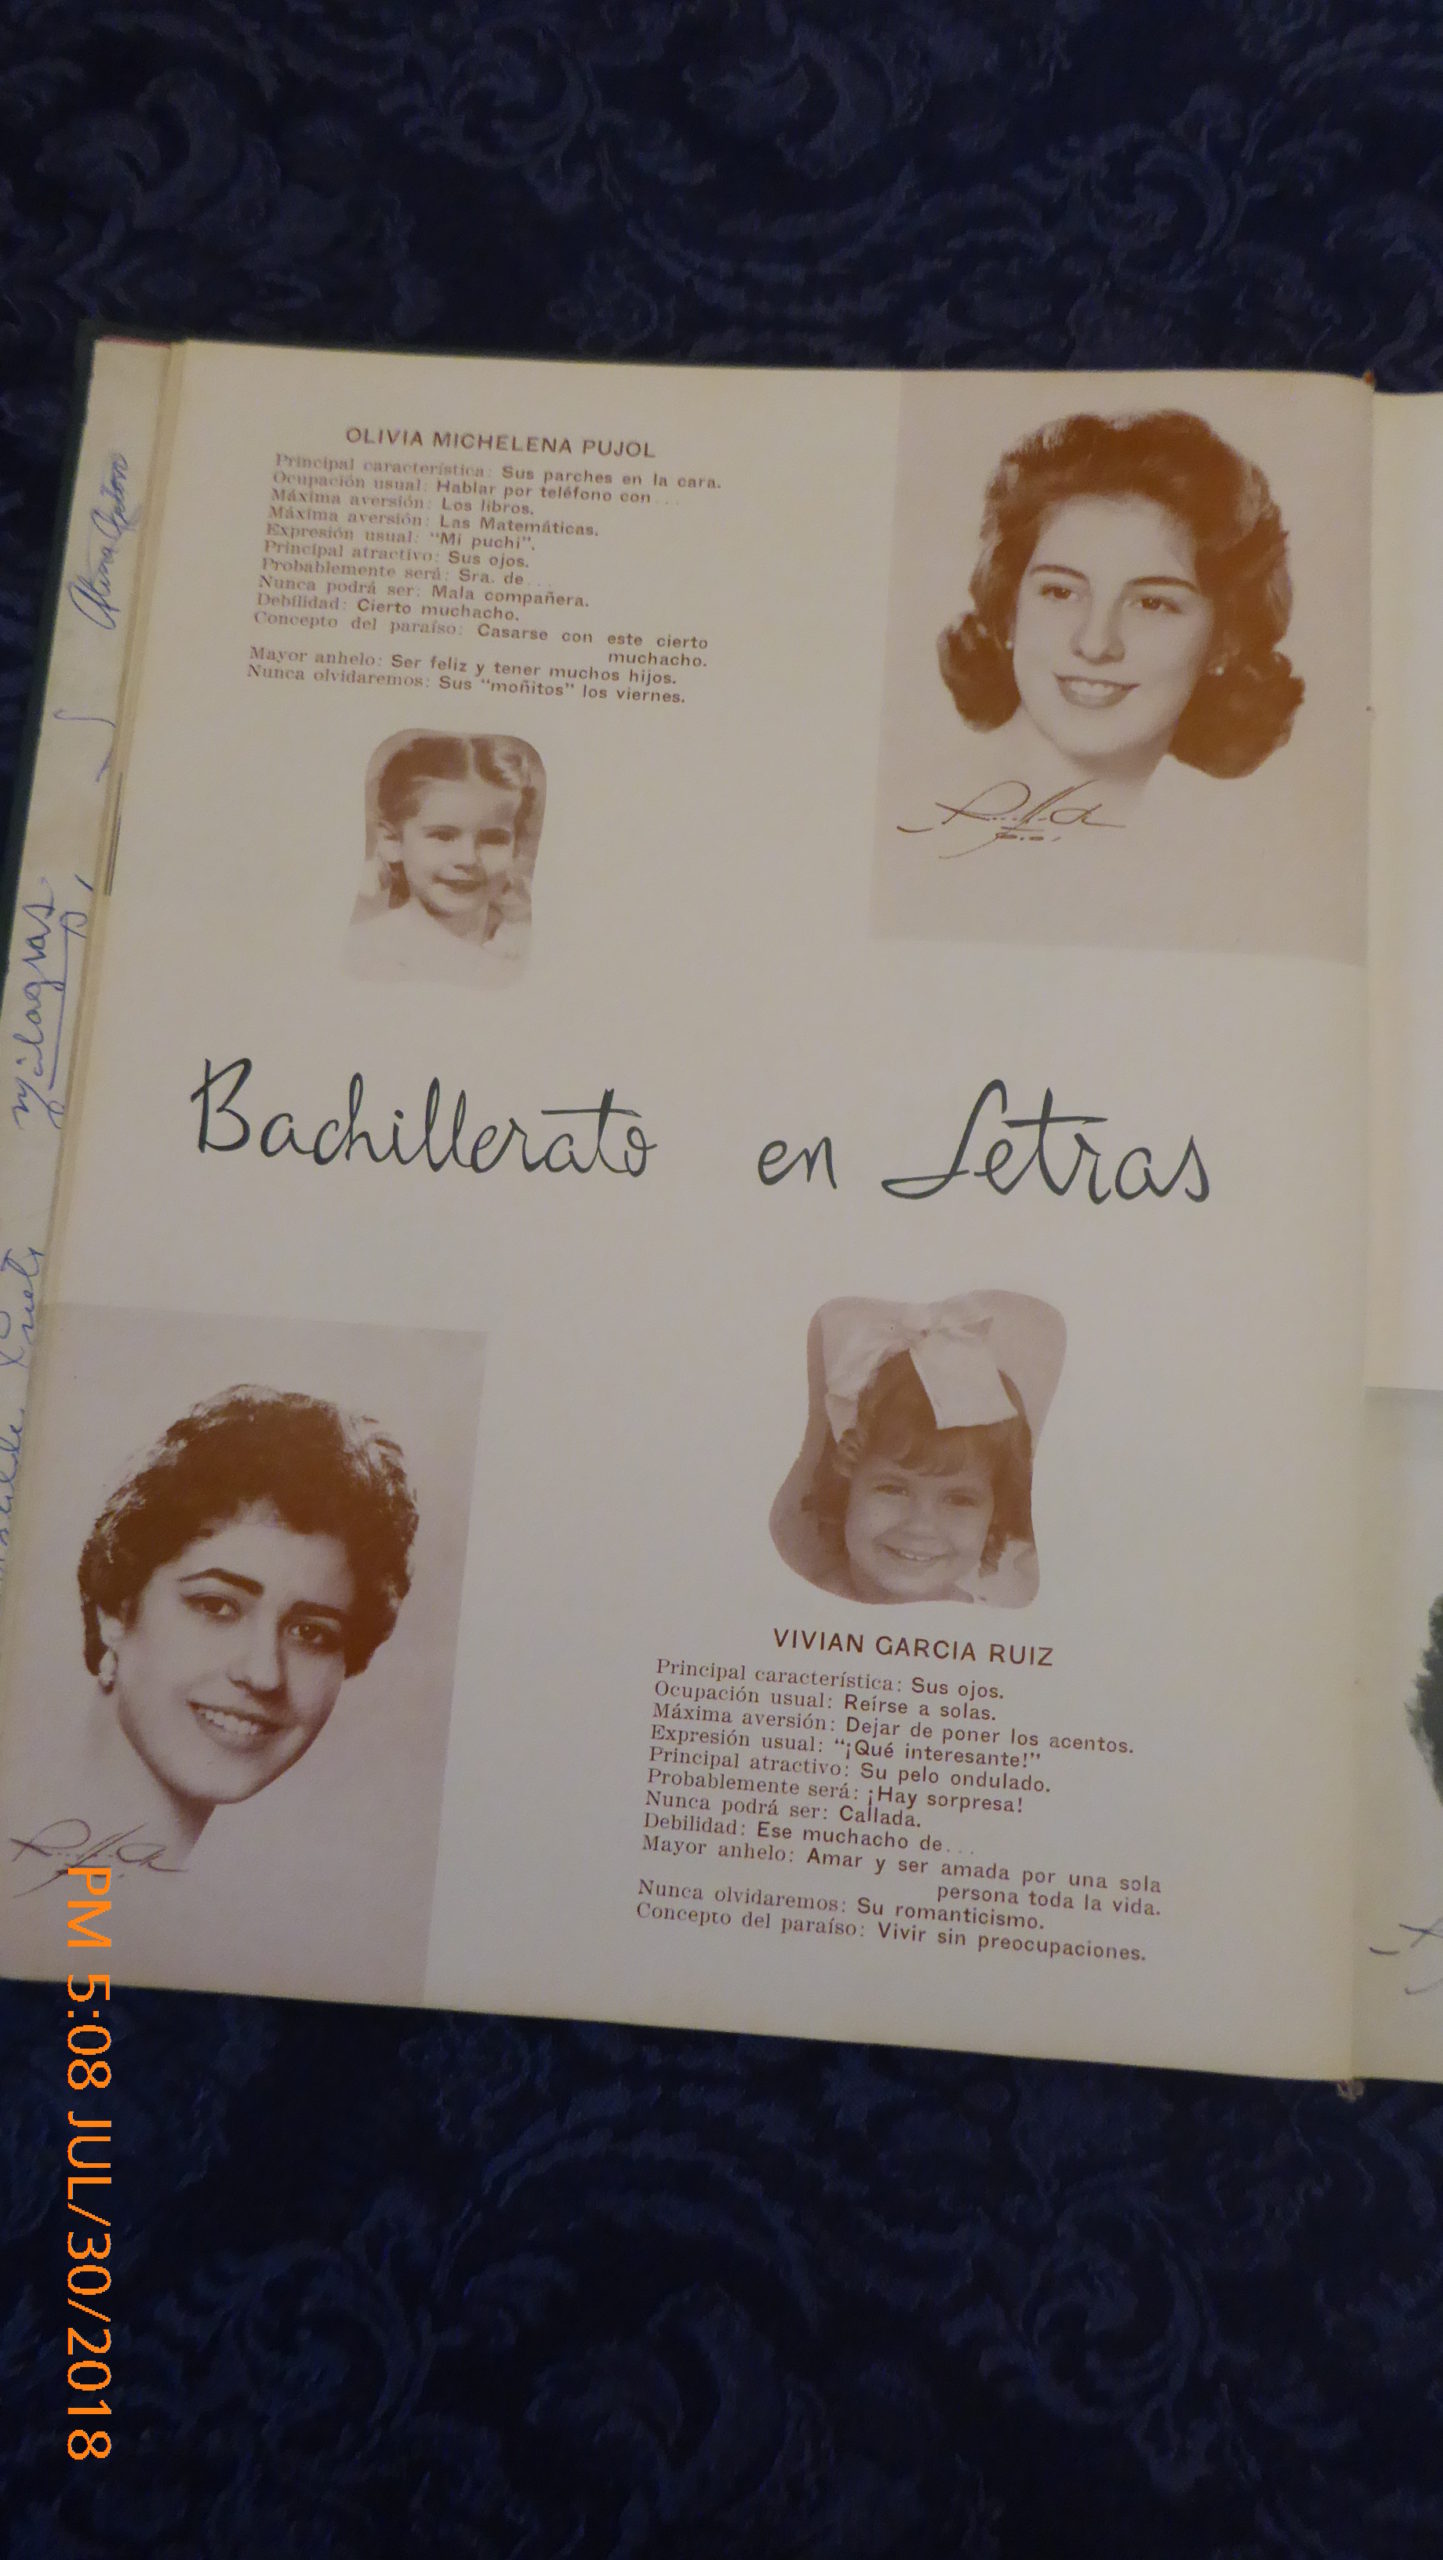 OLIVIA MICHELENA PUJOL
Principal característica: Sus parches en la cara.
Ocupación usual: Hablar por teléfono con . . .
Máxima aversión: Los libros.
Máxima aversión: Las Matemáticas.
Expresión usual: "Mi puchi".
Principal atractivo: Sus ojos.
Probablemente será: Sra. de . . .
Nunca podrá ser: Mala compañera.
Debilidad: Cierto muchacho.
Concepto del paraíso: Casarse con este cierto
muchacho.
Mayor anhelo: Ser feliz y tener muchos hijos.
Nunca olvidaremos: Sus "moñitos" los viernes.
Bachillerato en Letras
VIVIAN GARCIA RUIZ
Principal característica: Sus ojos.
Ocupación usual: Reírse a solas.
Máxima aversión: Dejar de poner los acentos.
Expresión usual: "¡Qué interesante!"
Principal atractivo: Su pelo ondulado.
Probablemente será: ¡Hay sorpresa!
Nunca podrá ser: Callada.
Debilidad: Ese muchacho de . . .
Mayor anhelo: Amar y ser amada por una sola
persona toda la vida.
Nunca olvidaremos: Su romanticismo.
Concepto del paraíso: Vivir sin preocupaciones.
PM 5:08 JUL/30/2018